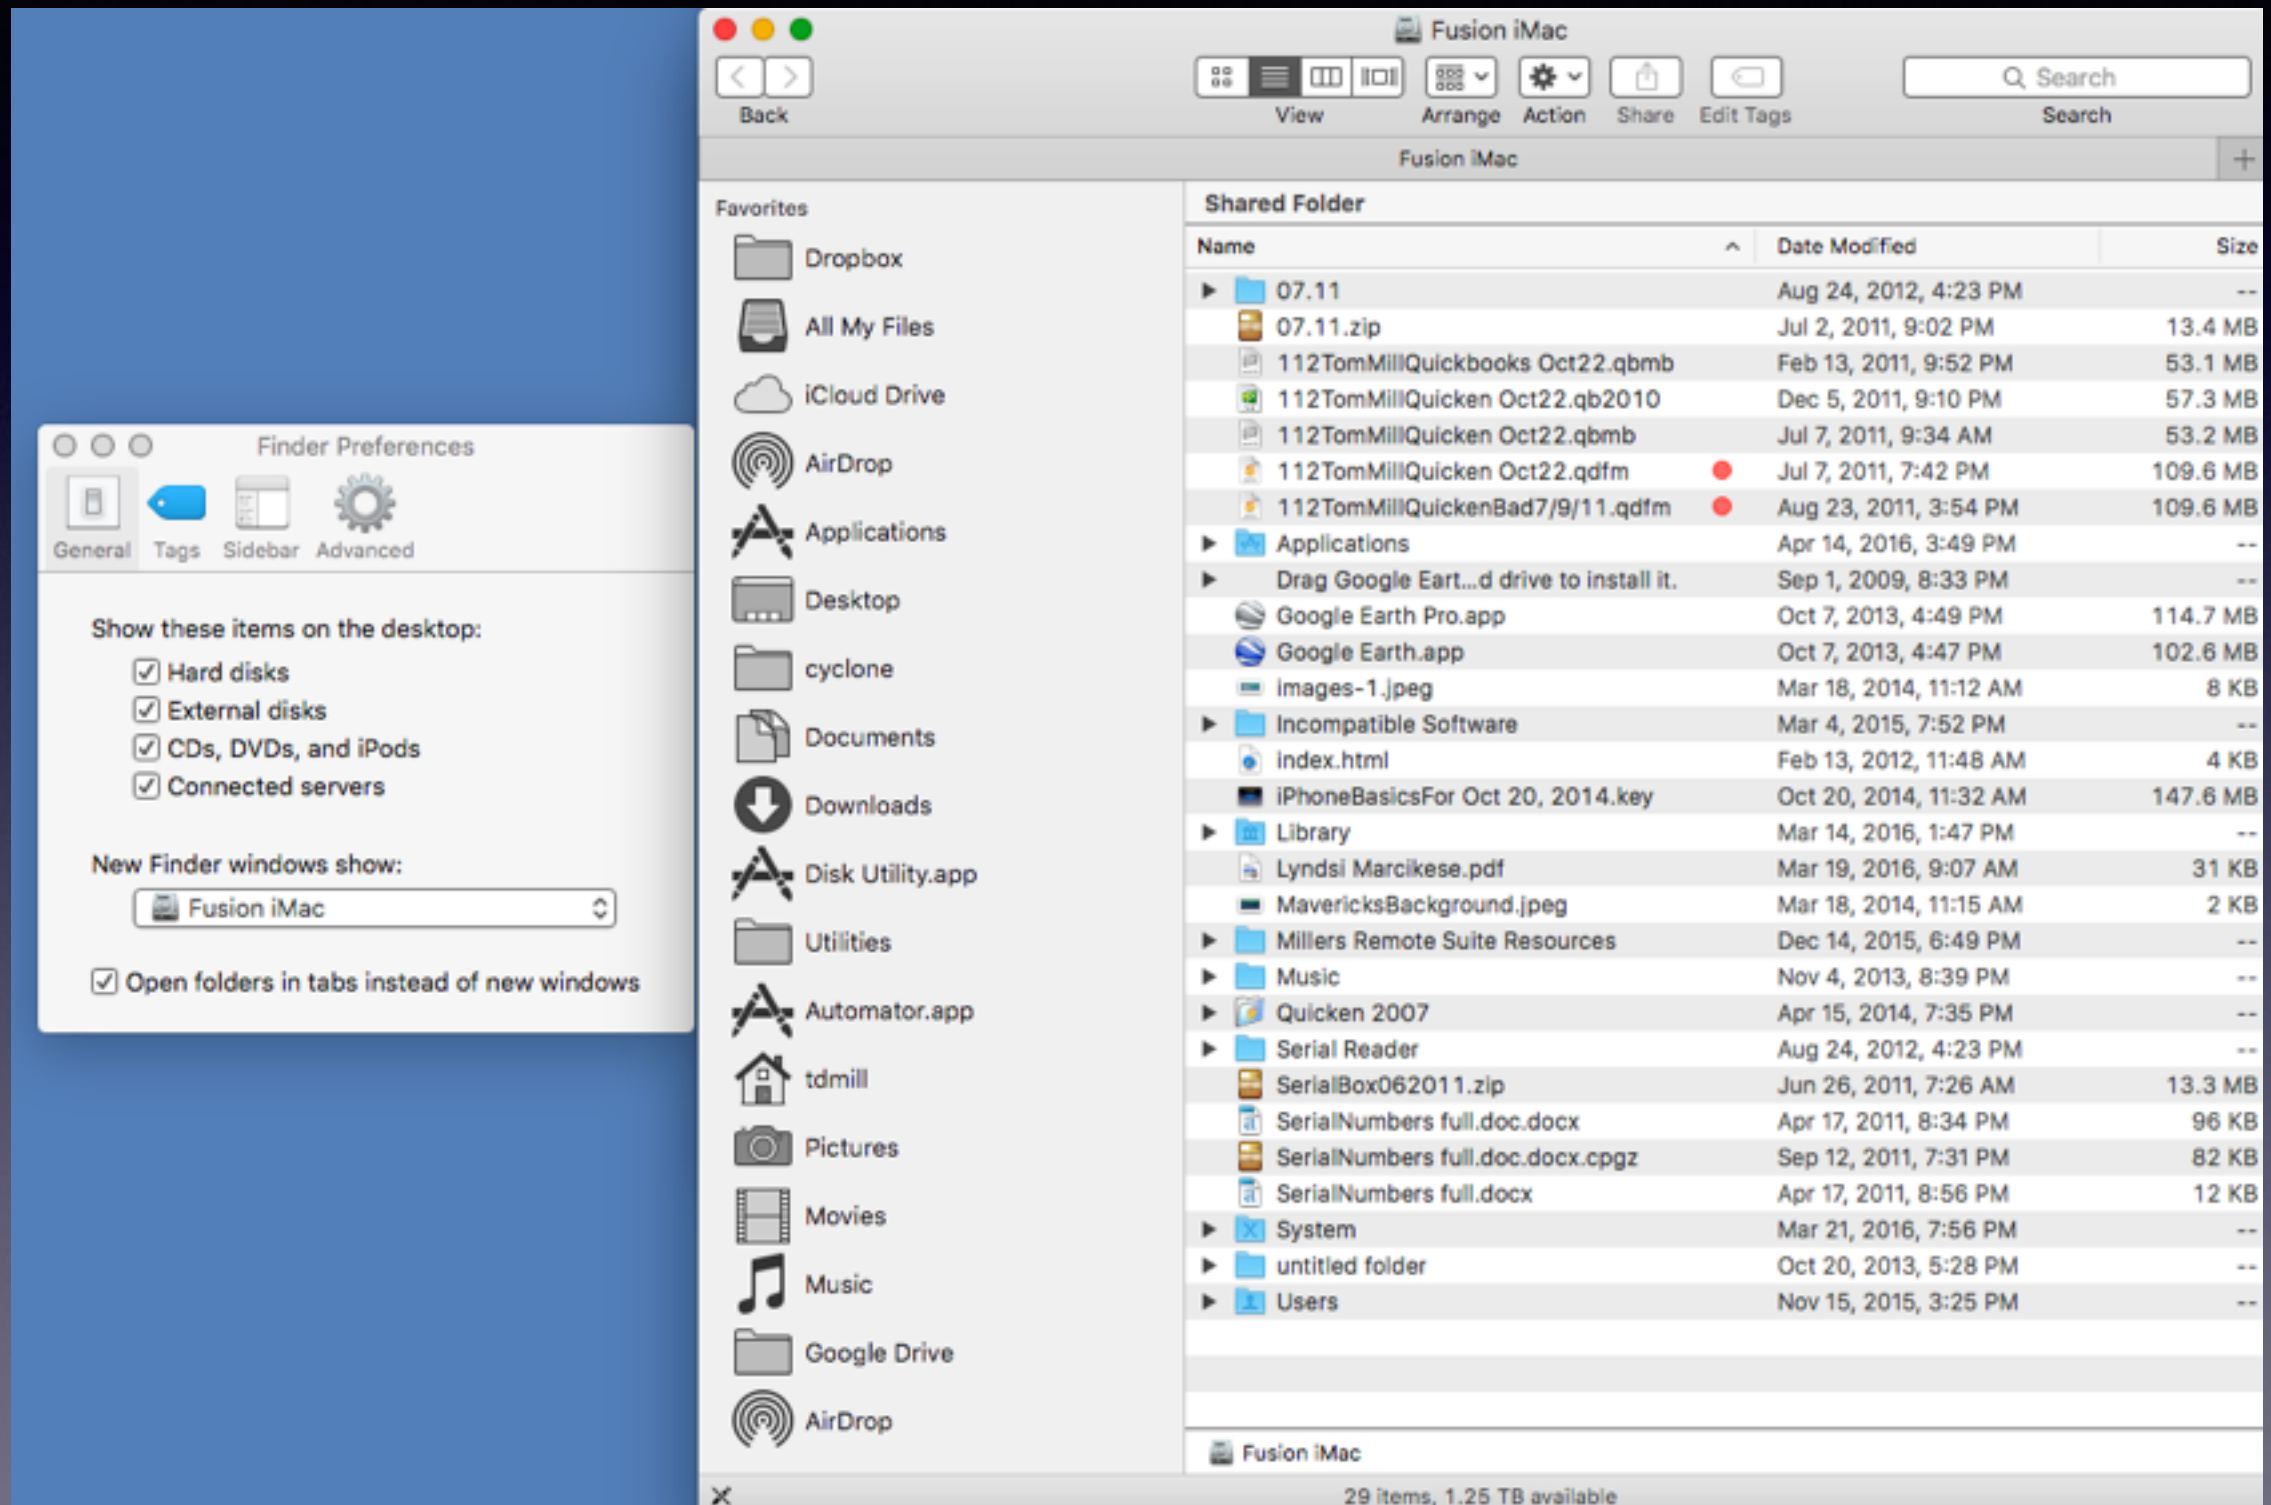 Finder Preferences
General Tags Sidebar Advanced
Show these items on the desktop:
Hard disks
External disks
CDs, DVDs, and iPods
Connected servers
New Finder windows show:
Fusion iMac
Open folders in tabs instead of new windows
Fusion iMac
Search
Back View Arrange Action Share Edit Tags Search
Fusion iMac
Favorites
Dropbox
All My Files
iCloud Drive
AirDrop
Applications
Desktop
cyclone
Documents
Downloads
Disk Utility.app
Utilities
Automator.app
tdmill
Pictures
Movies
Music
Google Drive
AirDrop
Shared Folder
Name Date Modified Size
07.11 Aug 24, 2012, 4:23 PM --
07.11.zip Jul 2, 2011, 9:02 PM 13.4 MB
112TomMillQuickbooks Oct22.qbmb Feb 13, 2011, 9:52 PM 53.1 MB
112TomMillQuicken Oct22.qb2010 Dec 5, 2011, 9:10 PM 57.3 MB
112TomMillQuicken Oct22.qbmb Jul 7, 2011, 9:34 AM 53.2 MB
112TomMillQuicken Oct22.qdfm Jul 7, 2011, 7:42 PM 109.6 MB
112TomMillQuickenBad7/9/11.qdfm Aug 23, 2011, 3:54 PM 109.6 MB
Applications Apr 14, 2016, 3:49 PM --
Drag Google Eart...d drive to install it. Sep 1, 2009, 8:33 PM --
Google Earth Pro.app Oct 7, 2013, 4:49 PM 114.7 MB
Google Earth.app Oct 7, 2013, 4:47 PM 102.6 MB
images-1.jpeg Mar 18, 2014, 11:12 AM 8 KB
Incompatible Software Mar 4, 2015, 7:52 PM --
index.html Feb 13, 2012, 11:48 AM 4 KB
iPhoneBasicsFor Oct 20, 2014.key Oct 20, 2014, 11:32 AM 147.6 MB
Library Mar 14, 2016, 1:47 PM --
Lyndsi Marcikese.pdf Mar 19, 2016, 9:07 AM 31 KB
MavericksBackground.jpeg Mar 18, 2014, 11:15 AM 2 KB
Millers Remote Suite Resources Dec 14, 2015, 6:49 PM --
Music Nov 4, 2013, 8:39 PM --
Quicken 2007 Apr 15, 2014, 7:35 PM --
Serial Reader Aug 24, 2012, 4:23 PM --
SerialBox062011.zip Jun 26, 2011, 7:26 AM 13.3 MB
SerialNumbers full.doc.docx Apr 17, 2011, 8:34 PM 96 KB
SerialNumbers full.doc.docx.cpgz Sep 12, 2011, 7:31 PM 82 KB
SerialNumbers full.docx Apr 17, 2011, 8:56 PM 12 KB
System Mar 21, 2016, 7:56 PM --
untitled folder Oct 20, 2013, 5:28 PM --
Users Nov 15, 2015, 3:25 PM --
Fusion iMac
29 items, 1.25 TB available